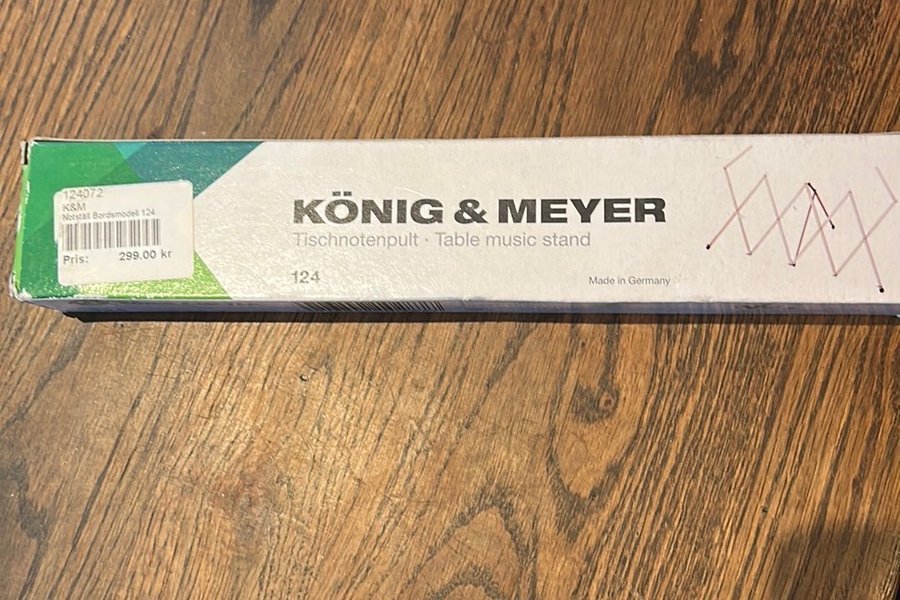 124072
K&M
Notställ Bordsmodell 124
Pris: 299.00 kr
KÖNIG & MEYER
Tischnotenpult · Table music stand
124
Made in Germany